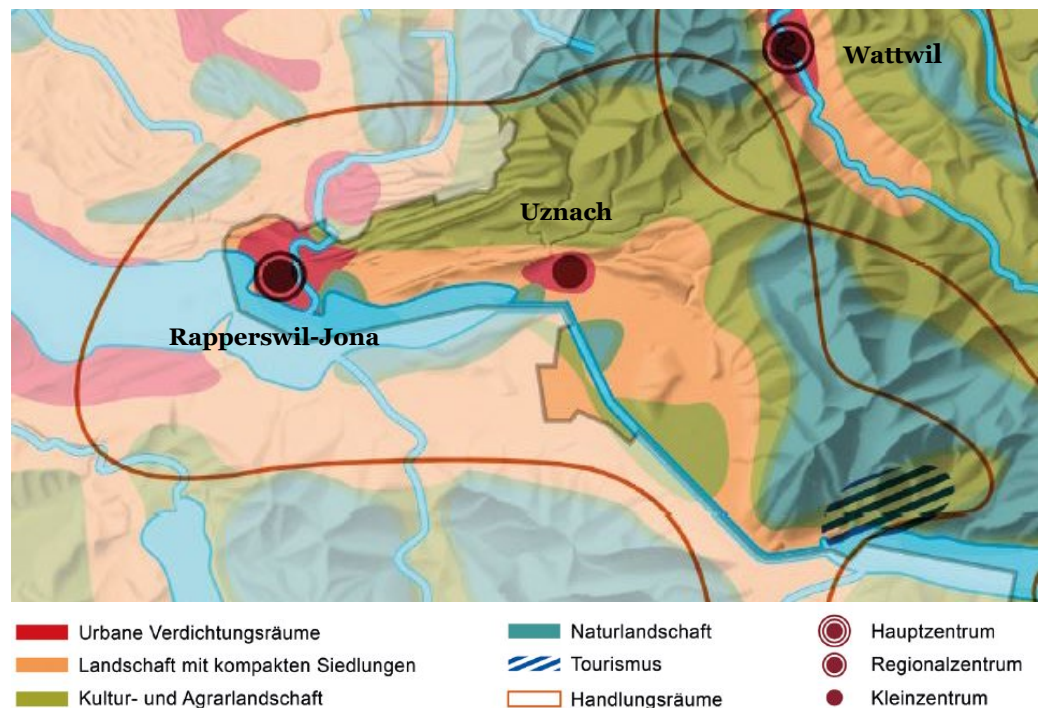 Wattwil
Uznach
Rapperswil-Jona
Urbane Verdichtungsräume
Landschaft mit kompakten Siedlungen
Kultur- und Agrarlandschaft
Naturlandschaft
Tourismus
Handlungsräume
Hauptzentrum
Regionalzentrum
Kleinzentrum